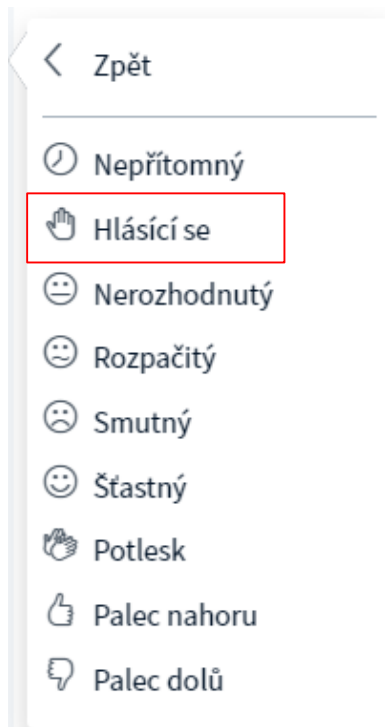 Zpět
Nepřítomný
Hlásící se
Nerozhodnutý
Rozpačitý
Smutný
Šťastný
Potlesk
Palec nahoru
Palec dolů